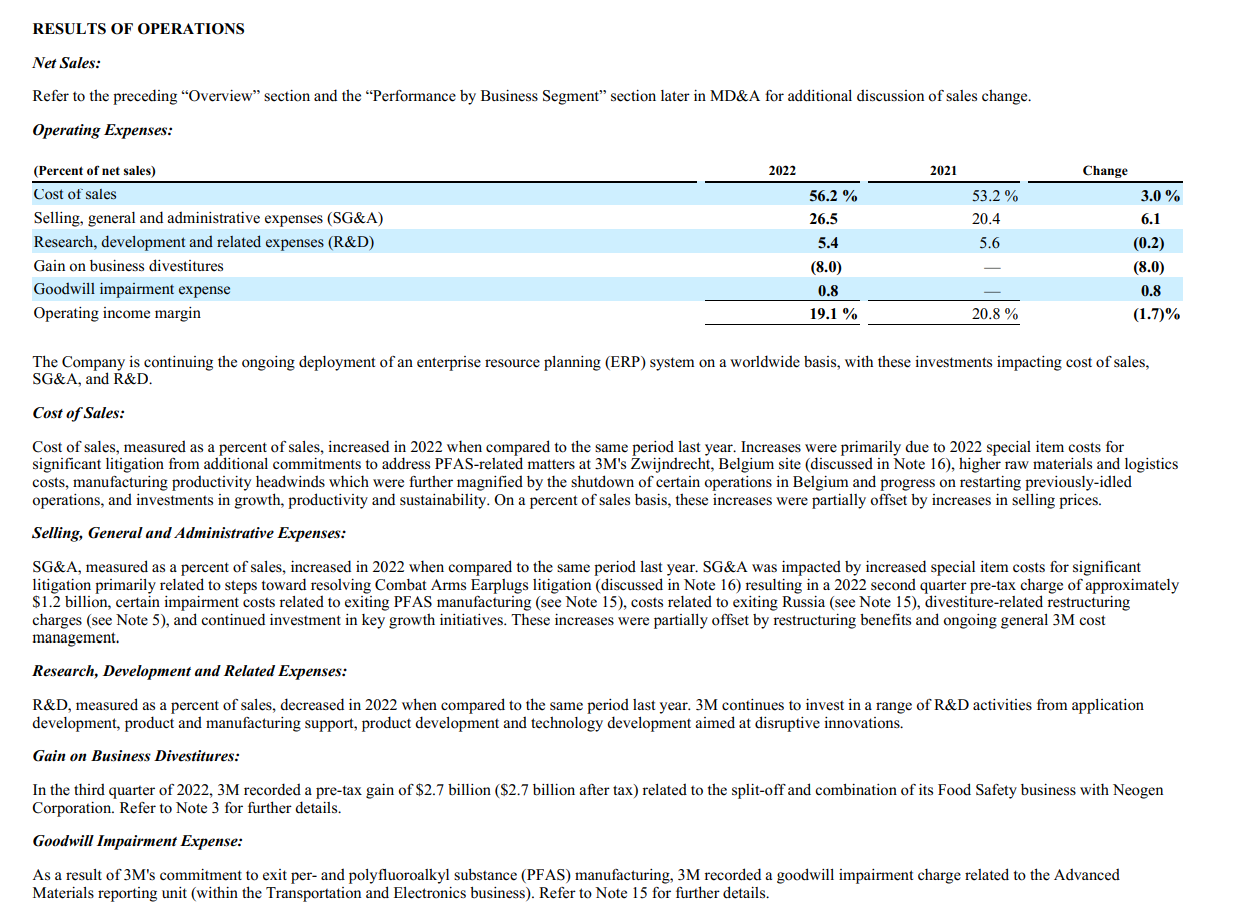 RESULTS OF OPERATIONS
Net Sales:
Refer to the preceding “Overview” section and the “Performance by Business Segment” section later in MD&A for additional discussion of sales change.
Operating Expenses:
(Percent of net sales) 2022 2021 Change
Cost of sales 56.2 % 53.2 % 3.0 %
Selling, general and administrative expenses (SG&A) 26.5 20.4 6.1
Research, development and related expenses (R&D) 5.4 5.6 (0.2)
Gain on business divestitures (8.0) — (8.0)
Goodwill impairment expense 0.8 — 0.8
Operating income margin 19.1 % 20.8 % (1.7)%
The Company is continuing the ongoing deployment of an enterprise resource planning (ERP) system on a worldwide basis, with these investments impacting cost of sales,
SG&A, and R&D.
Cost of Sales:
Cost of sales, measured as a percent of sales, increased in 2022 when compared to the same period last year. Increases were primarily due to 2022 special item costs for
significant litigation from additional commitments to address PFAS-related matters at 3M's Zwijndrecht, Belgium site (discussed in Note 16), higher raw materials and logistics
costs, manufacturing productivity headwinds which were further magnified by the shutdown of certain operations in Belgium and progress on restarting previously-idled
operations, and investments in growth, productivity and sustainability. On a percent of sales basis, these increases were partially offset by increases in selling prices.
Selling, General and Administrative Expenses:
SG&A, measured as a percent of sales, increased in 2022 when compared to the same period last year. SG&A was impacted by increased special item costs for significant
litigation primarily related to steps toward resolving Combat Arms Earplugs litigation (discussed in Note 16) resulting in a 2022 second quarter pre-tax charge of approximately
$1.2 billion, certain impairment costs related to exiting PFAS manufacturing (see Note 15), costs related to exiting Russia (see Note 15), divestiture-related restructuring
charges (see Note 5), and continued investment in key growth initiatives. These increases were partially offset by restructuring benefits and ongoing general 3M cost
management.
Research, Development and Related Expenses:
R&D, measured as a percent of sales, decreased in 2022 when compared to the same period last year. 3M continues to invest in a range of R&D activities from application
development, product and manufacturing support, product development and technology development aimed at disruptive innovations.
Gain on Business Divestitures:
In the third quarter of 2022, 3M recorded a pre-tax gain of $2.7 billion ($2.7 billion after tax) related to the split-off and combination of its Food Safety business with Neogen
Corporation. Refer to Note 3 for further details.
Goodwill Impairment Expense:
As a result of 3M's commitment to exit per- and polyfluoroalkyl substance (PFAS) manufacturing, 3M recorded a goodwill impairment charge related to the Advanced
Materials reporting unit (within the Transportation and Electronics business). Refer to Note 15 for further details.